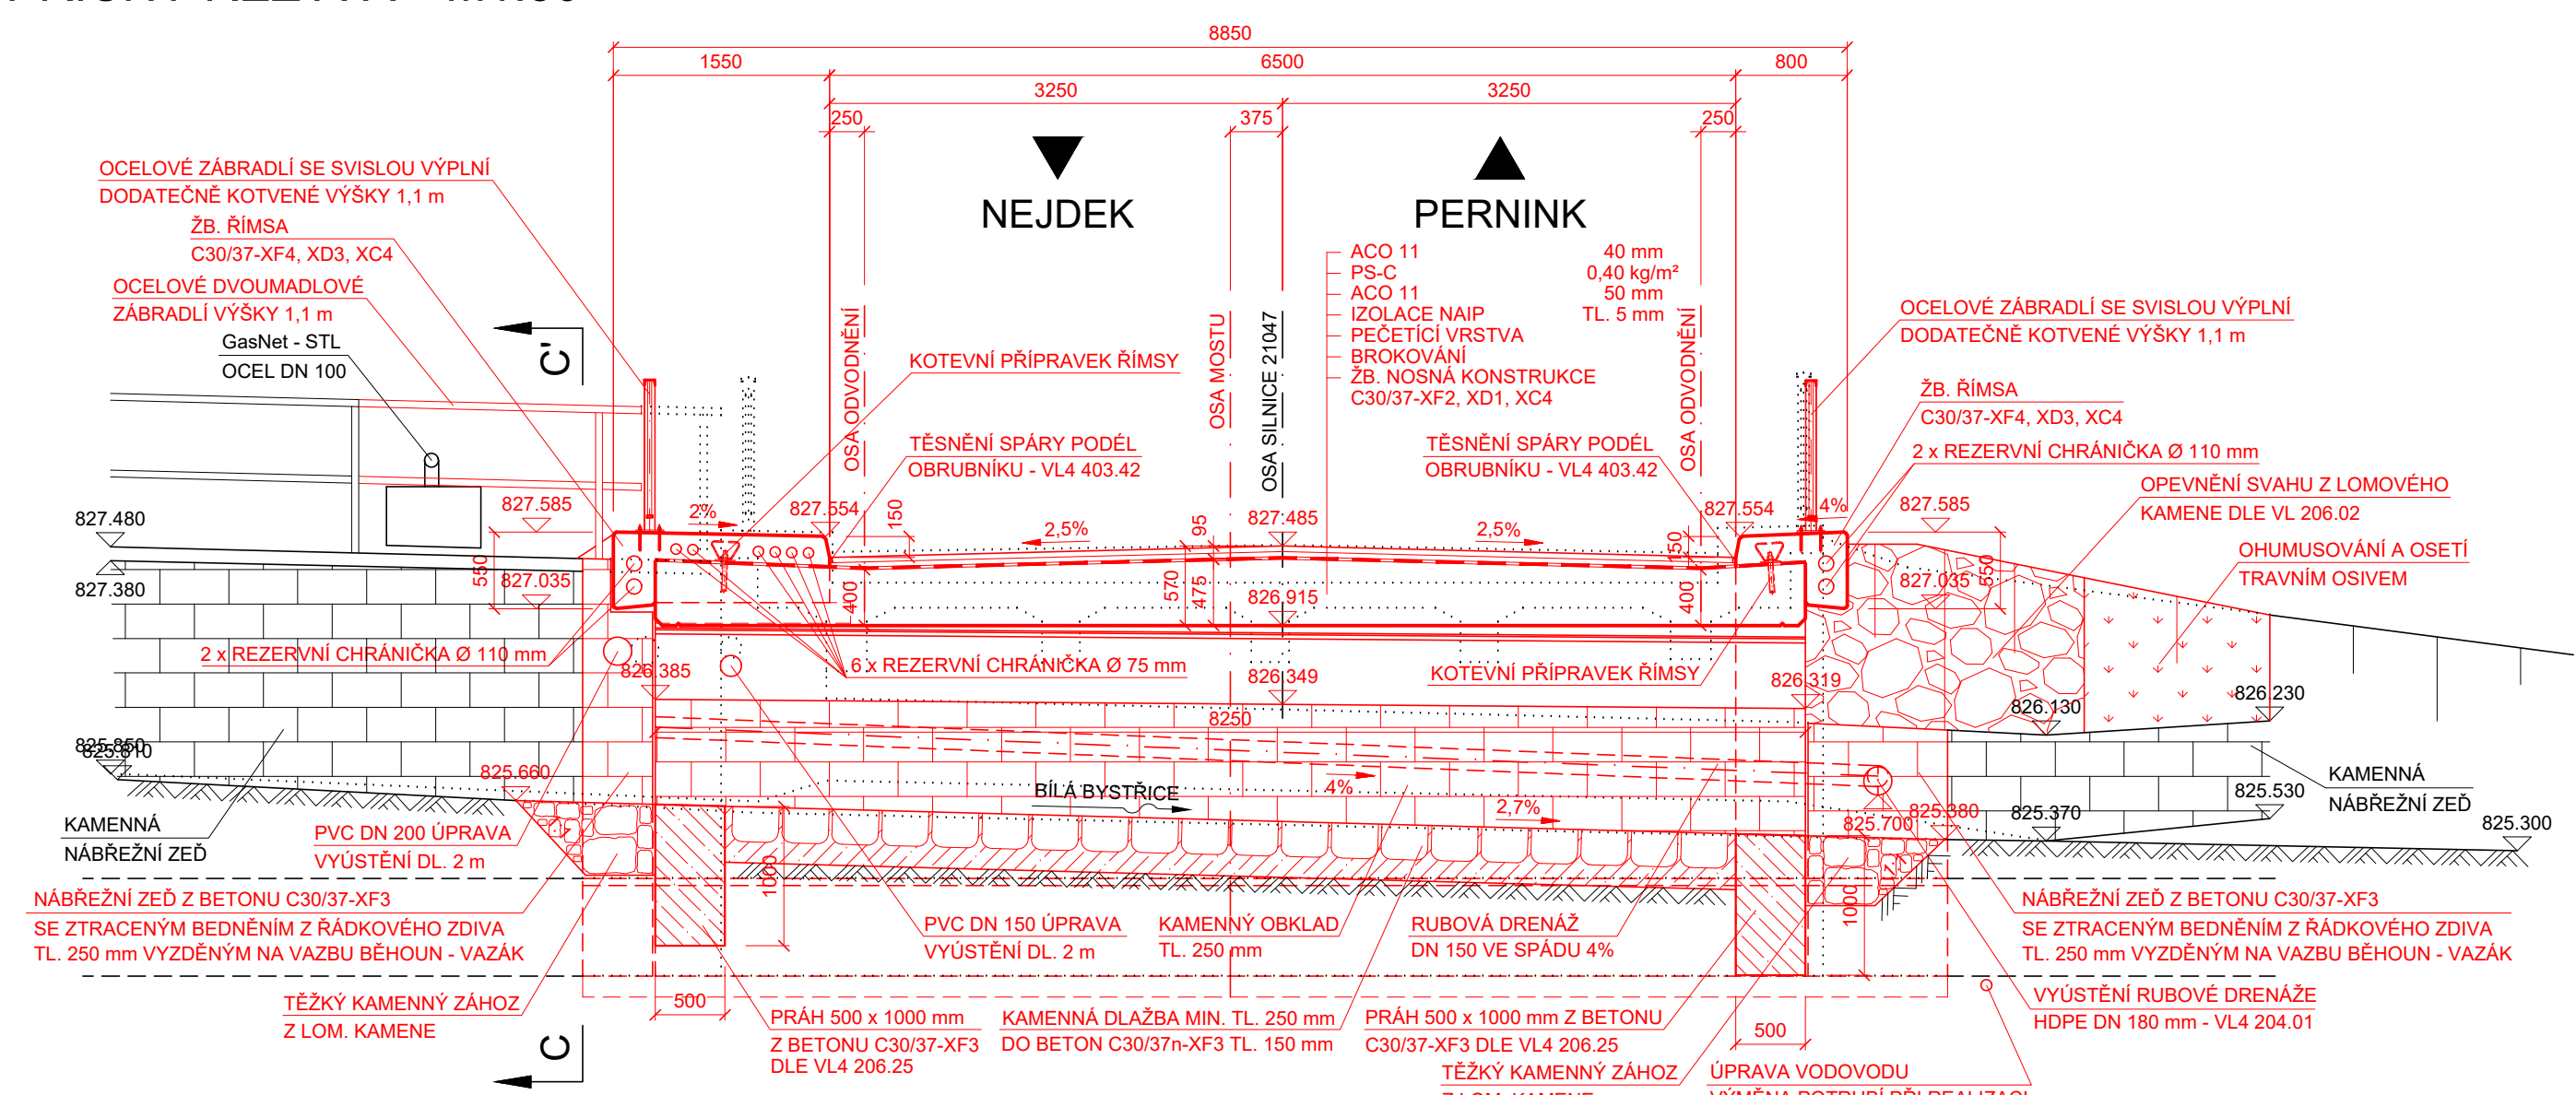 8850
1550
6500
800
3250
3250
250
375
250
NEJDEK
PERNINK
OCELOVÉ ZÁBRADLÍ SE SVISLOU VÝPLNÍ
DODATEČNĚ KOTVENÉ VÝŠKY 1,1 m
ŽB. ŘÍMSA
C30/37-XF4, XD3, XC4
OCELOVÉ DVOUMADLOVÉ
ZÁBRADLÍ VÝŠKY 1,1 m
GasNet - STL
OCEL DN 100
C'
OSA ODVODNĚNÍ
KOTEVNÍ PŘÍPRAVEK ŘÍMSY
TĚSNĚNÍ SPÁRY PODÉL
OBRUBNÍKU - VL4 403.42
OSA MOSTU
OSA SILNICE 21047
ACO 11 40 mm
PS-C 0,40 kg/m²
ACO 11 50 mm
IZOLACE NAIP TL. 5 mm
PEČETÍCÍ VRSTVA
BROKOVÁNÍ
ŽB. NOSNÁ KONSTRUKCE
C30/37-XF2, XD1, XC4
TĚSNĚNÍ SPÁRY PODÉL
OBRUBNÍKU - VL4 403.42
OSA ODVODNĚNÍ
OCELOVÉ ZÁBRADLÍ SE SVISLOU VÝPLNÍ
DODATEČNĚ KOTVENÉ VÝŠKY 1,1 m
ŽB. ŘÍMSA
C30/37-XF4, XD3, XC4
2 x REZERVNÍ CHRÁNIČKA Ø 110 mm
OPEVNĚNÍ SVAHU Z LOMOVÉHO
KAMENE DLE VL 206.02
OHUMUSOVÁNÍ A OSETÍ
TRAVNÍM OSIVEM
827.480
827.380
827.585
2%
827.554
150
2,5%
95
827.485
2,5%
150
827.554
4%
827.585
550
827.035
400
570
475
826.915
400
827.035
550
2 x REZERVNÍ CHRÁNIČKA Ø 110 mm
826.385
6 x REZERVNÍ CHRÁNIČKA Ø 75 mm
826.349
KOTEVNÍ PŘÍPRAVEK ŘÍMSY
826.319
826.130
826.230
8250
825.850
825.810
825.660
BÍLÁ BYSTŘICE
4%
2,7%
825.700
825.380
825.370
825.530
825.300
KAMENNÁ
NÁBŘEŽNÍ ZEĎ
KAMENNÁ
NÁBŘEŽNÍ ZEĎ
PVC DN 200 ÚPRAVA
VYÚSTĚNÍ DL. 2 m
1000
1000
NÁBŘEŽNÍ ZEĎ Z BETONU C30/37-XF3
SE ZTRACENÝM BEDNĚNÍM Z ŘÁDKOVÉHO ZDIVA
TL. 250 mm VYZDĚNÝM NA VAZBU BĚHOUN - VAZÁK
PVC DN 150 ÚPRAVA
VYÚSTĚNÍ DL. 2 m
KAMENNÝ OBKLAD
TL. 250 mm
RUBOVÁ DRENÁŽ
DN 150 VE SPÁDU 4%
NÁBŘEŽNÍ ZEĎ Z BETONU C30/37-XF3
SE ZTRACENÝM BEDNĚNÍM Z ŘÁDKOVÉHO ZDIVA
TL. 250 mm VYZDĚNÝM NA VAZBU BĚHOUN - VAZÁK
TĚŽKÝ KAMENNÝ ZÁHOZ
Z LOM. KAMENE
500
PRÁH 500 x 1000 mm
Z BETONU C30/37-XF3
DLE VL4 206.25
KAMENNÁ DLAŽBA MIN. TL. 250 mm
DO BETON C30/37n-XF3 TL. 150 mm
PRÁH 500 x 1000 mm Z BETONU
C30/37-XF3 DLE VL4 206.25
500
VYÚSTĚNÍ RUBOVÉ DRENÁŽE
HDPE DN 180 mm - VL4 204.01
C
TĚŽKÝ KAMENNÝ ZÁHOZ
ÚPRAVA VODOVODU